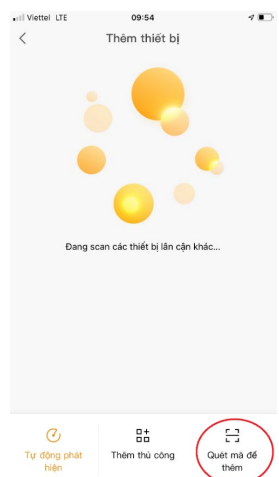 Viettel LTE 09:54
Thêm thiết bị
Đang scan các thiết bị lân cận khác...
Tự động phát hiện
Thêm thủ công
Quét mã để thêm